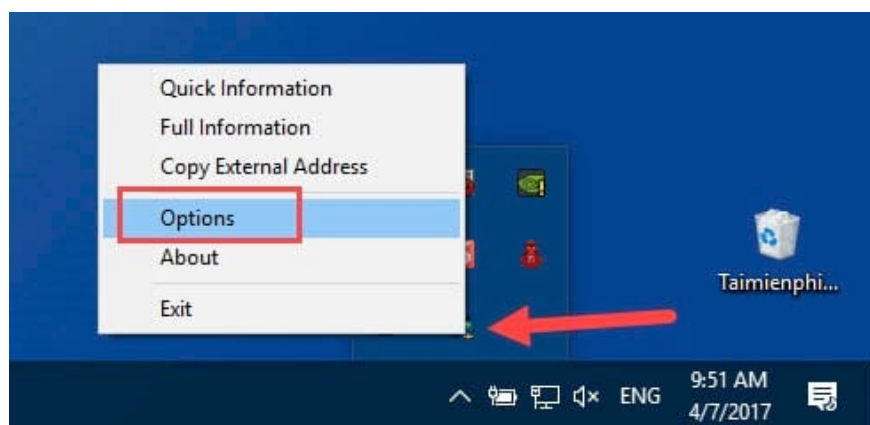 Quick Information
Full Information
Copy External Address
Options
About
Exit
Taimienphi...
ENG
9:51 AM
4/7/2017